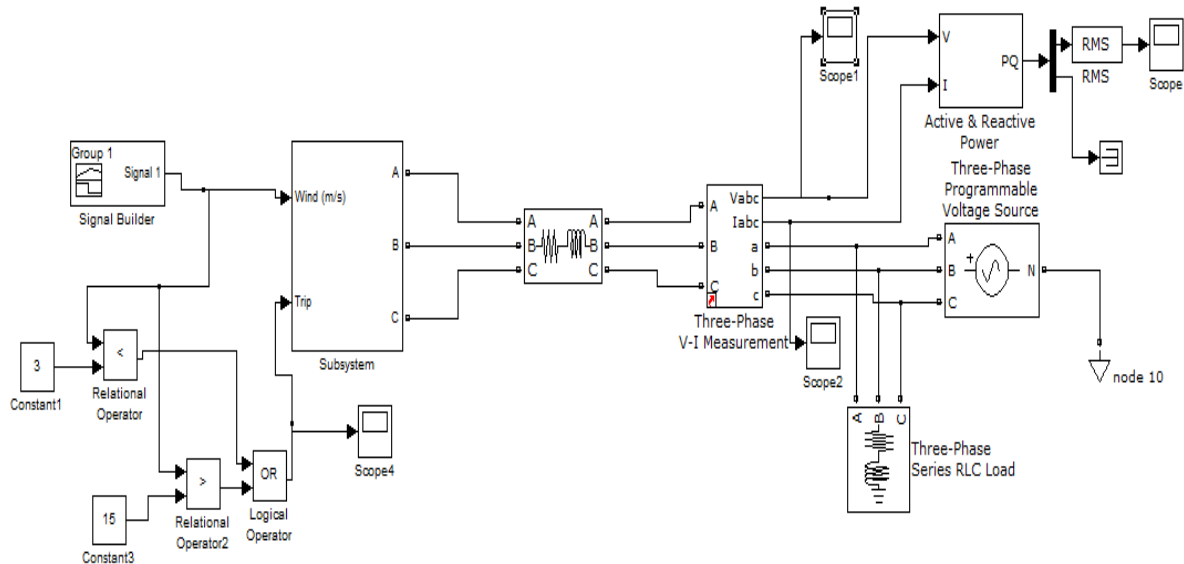 Scope1
V
I
PQ
Active & Reactive
Power
RMS
RMS
Scope
Group 1
Signal 1
Signal Builder
Wind (m/s)
Trip
A
B
C
Subsystem
A
B
C
A
B
C
A
B
C
Vabc
Iabc
a
b
c
Three-Phase
V-I Measurement
Three-Phase
Programmable
Voltage Source
A
B
C
+
N
node 10
Scope2
A
B
C
Three-Phase
Series RLC Load
3
Constant1
<
Relational
Operator
15
Constant3
>
Relational
Operator2
OR
Logical
Operator
Scope4